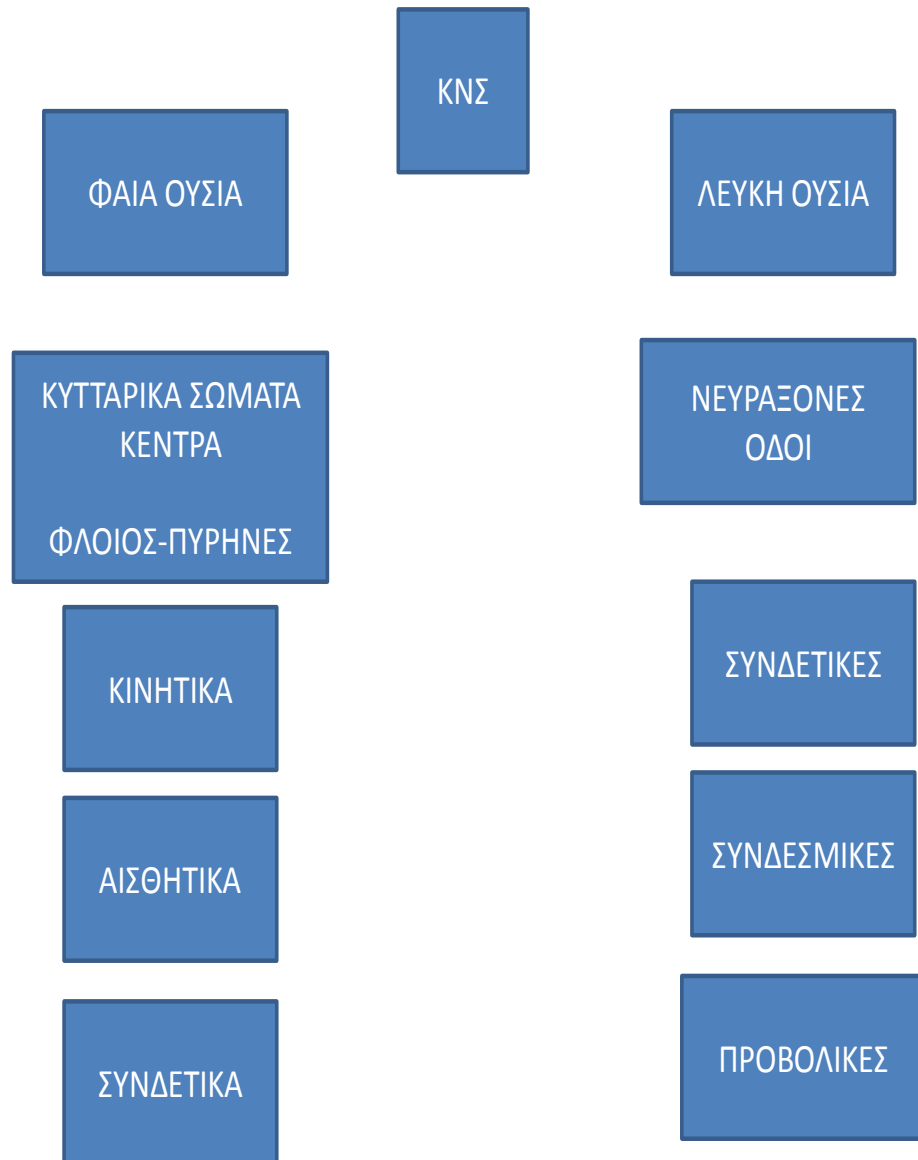 ΚΝΣ
ΦΑΙΑ ΟΥΣΙΑ
ΛΕΥΚΗ ΟΥΣΙΑ
ΚΥΤΤΑΡΙΚΑ ΣΩΜΑΤΑ
ΚΕΝΤΡΑ
ΦΛΟΙΟΣ-ΠΥΡΗΝΕΣ
ΝΕΥΡΑΞΟΝΕΣ
ΟΔΟΙ
ΚΙΝΗΤΙΚΑ
ΣΥΝΔΕΤΙΚΕΣ
ΑΙΣΘΗΤΙΚΑ
ΣΥΝΔΕΣΜΙΚΕΣ
ΣΥΝΔΕΤΙΚΑ
ΠΡΟΒΟΛΙΚΕΣ